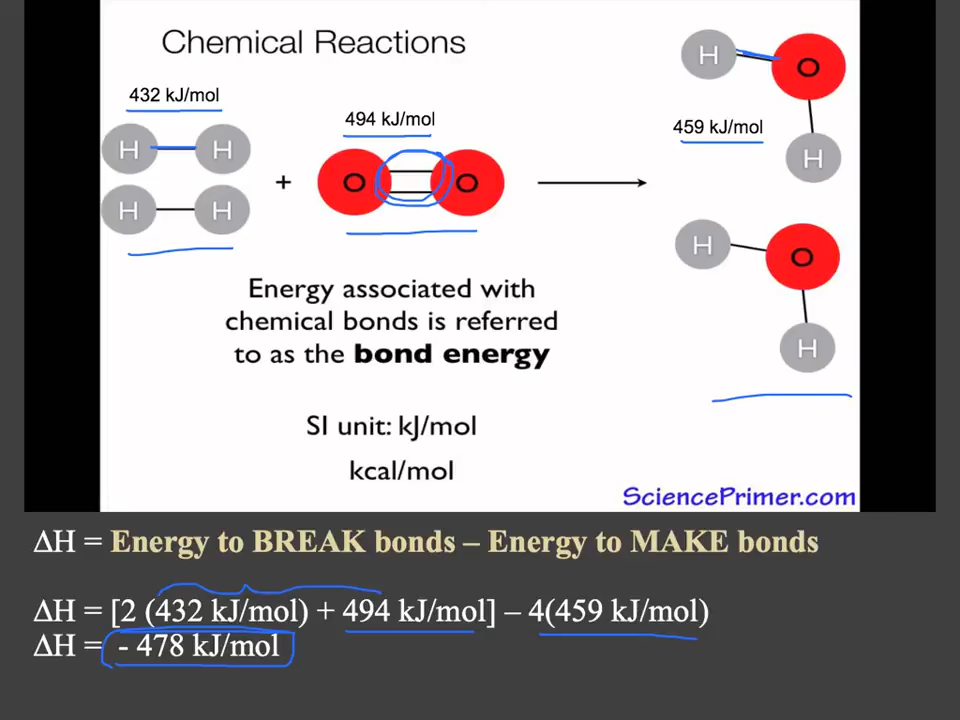 Chemical Reactions
432 kJ/mol
494 kJ/mol
459 kJ/mol
H H
H H
+
O O
H O
H
H O
H
Energy associated with
chemical bonds is referred
to as the bond energy
SI unit: kJ/mol
kcal/mol
SciencePrimer.com
ΔH = Energy to BREAK bonds – Energy to MAKE bonds
ΔH = [2 (432 kJ/mol) + 494 kJ/mol] – 4(459 kJ/mol)
ΔH = - 478 kJ/mol